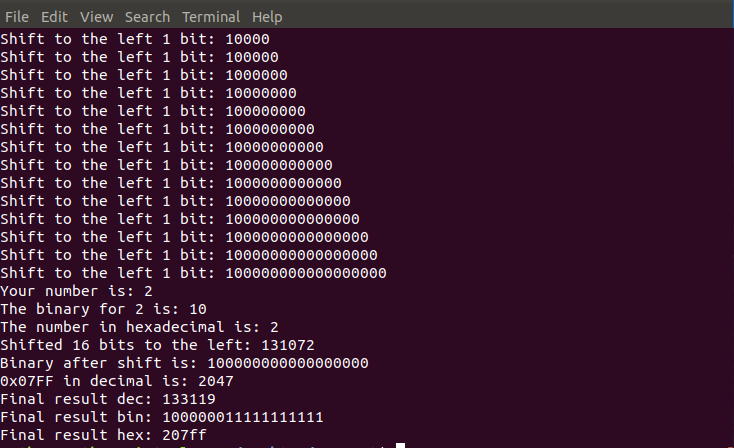 File Edit View Search Terminal Help
Shift to the left 1 bit: 10000
Shift to the left 1 bit: 100000
Shift to the left 1 bit: 1000000
Shift to the left 1 bit: 10000000
Shift to the left 1 bit: 100000000
Shift to the left 1 bit: 1000000000
Shift to the left 1 bit: 10000000000
Shift to the left 1 bit: 100000000000
Shift to the left 1 bit: 1000000000000
Shift to the left 1 bit: 10000000000000
Shift to the left 1 bit: 100000000000000
Shift to the left 1 bit: 1000000000000000
Shift to the left 1 bit: 10000000000000000
Shift to the left 1 bit: 100000000000000000
Your number is: 2
The binary for 2 is: 10
The number in hexadecimal is: 2
Shifted 16 bits to the left: 131072
Binary after shift is: 100000000000000000
0x07FF in decimal is: 2047
Final result dec: 133119
Final result bin: 100000011111111111
Final result hex: 207ff